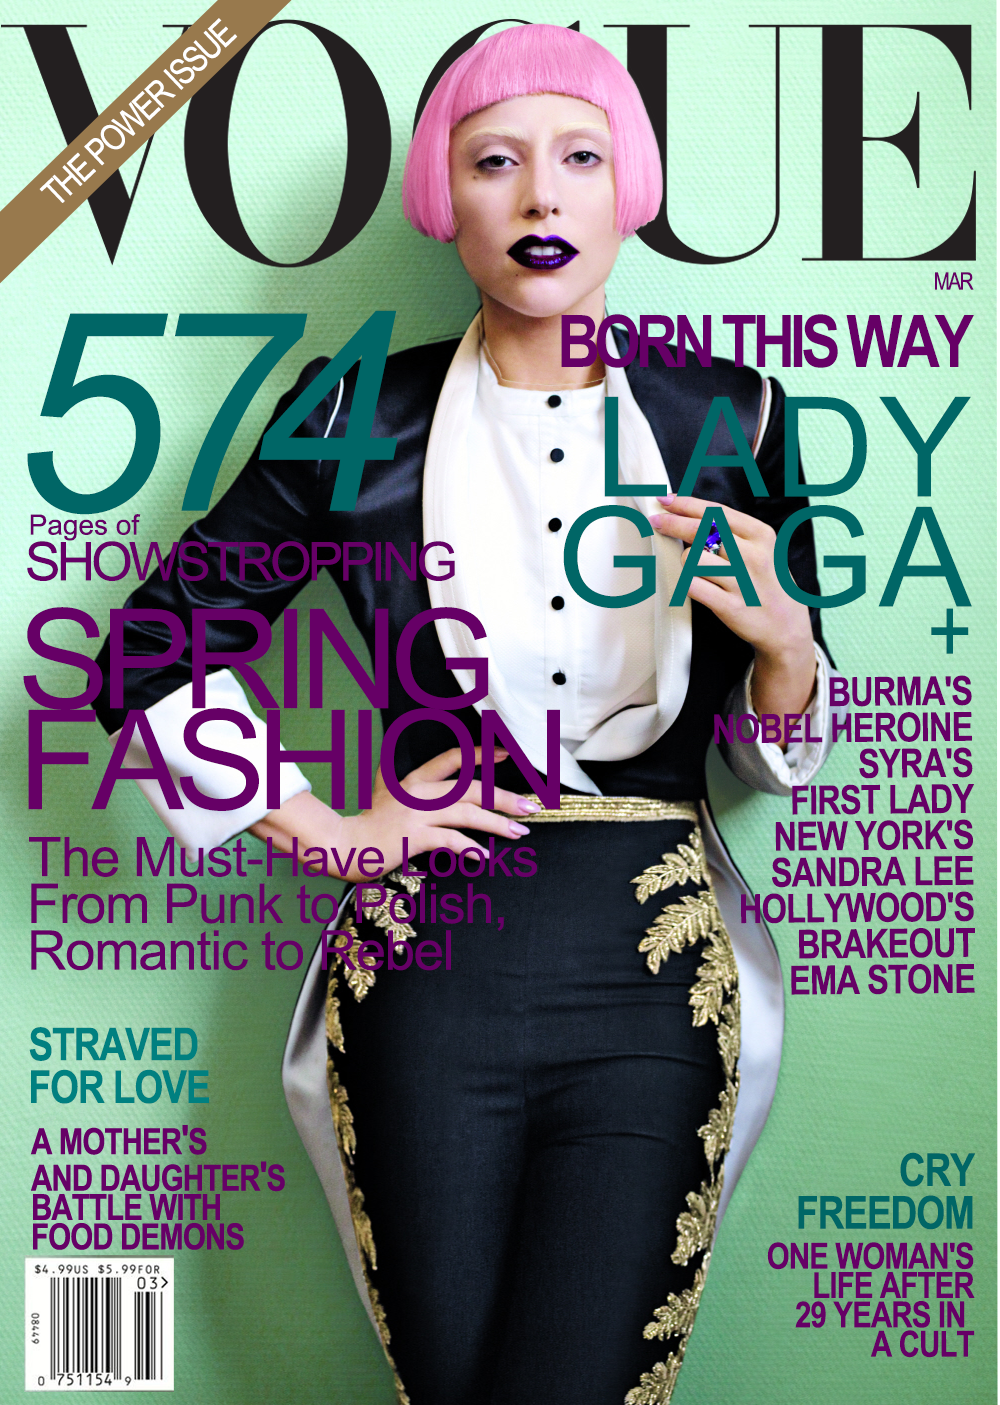 VOGUE
THE POWER ISSUE
MAR
574
Pages of
SHOWSTROPPING
SPRING
FASHION
The Must-Have Looks
From Punk to Polish,
Romantic to Rebel
STRAVED
FOR LOVE
A MOTHER'S
AND DAUGHTER'S
BATTLE WITH
FOOD DEMONS
$4.99US $5.99FOR
03>
08449
0 751154 9
BORN THIS WAY
LADY
GAGA
+
BURMA'S
NOBEL HEROINE
SYRA'S
FIRST LADY
NEW YORK'S
SANDRA LEE
HOLLYWOOD'S
BRAKEOUT
EMA STONE
CRY
FREEDOM
ONE WOMAN'S
LIFE AFTER
29 YEARS IN
A CULT